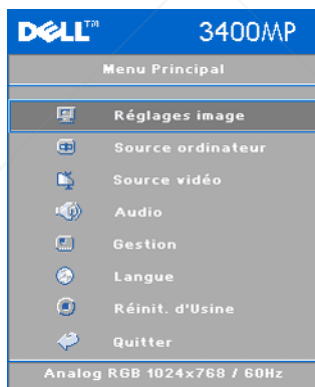 DELL™ 3400MP
Menu Principal
Réglages image
Source ordinateur
Source vidéo
Audio
Gestion
Langue
Réinit. d'Usine
Quitter
Analog RGB 1024x768 / 60Hz